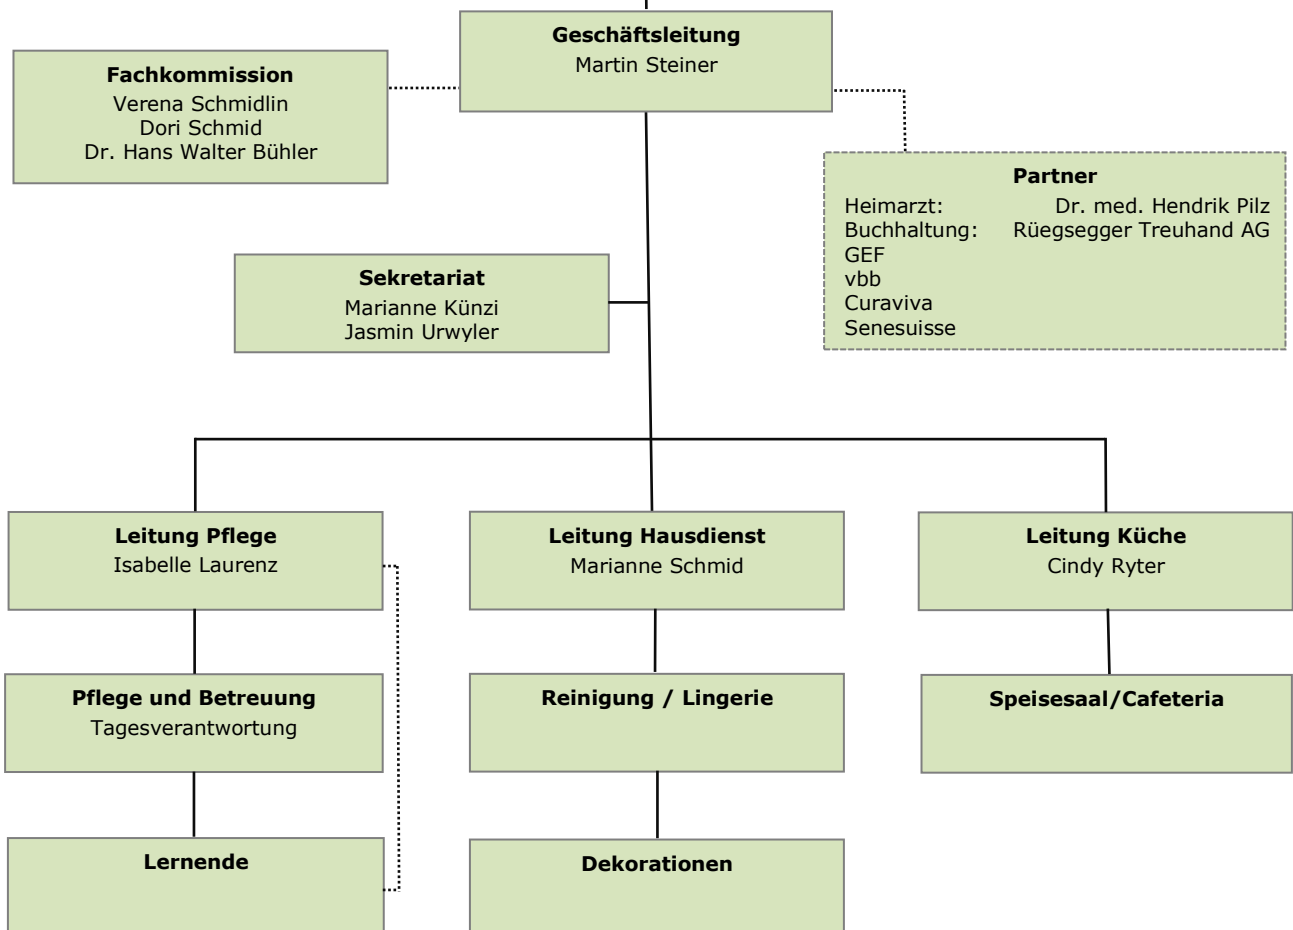 Geschäftsleitung
Martin Steiner
Fachkommission
Verena Schmidlin
Dori Schmid
Dr. Hans Walter Bühler
Partner
Heimarzt: Dr. med. Hendrik Pilz
Buchhaltung: Rüegsegger Treuhand AG
GEF
vbb
Curaviva
Senesuisse
Sekretariat
Marianne Künzi
Jasmin Urwyler
Leitung Pflege
Isabelle Laurenz
Leitung Hausdienst
Marianne Schmid
Leitung Küche
Cindy Ryter
Pflege und Betreuung
Tagesverantwortung
Reinigung / Lingerie
Speisesaal/Cafeteria
Lernende
Dekorationen